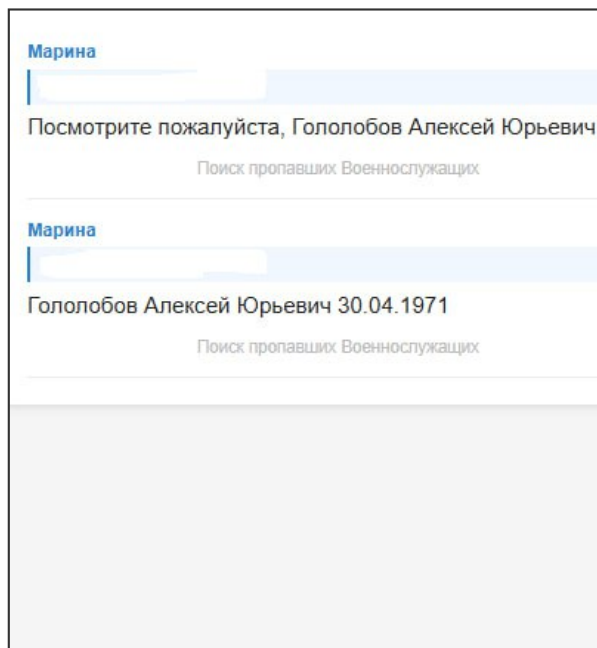 Марина
Посмотрите пожалуйста, Гололобов Алексей Юрьевич
Поиск пропавших Военнослужащих
Марина
Гололобов Алексей Юрьевич 30.04.1971
Поиск пропавших Военнослужащих